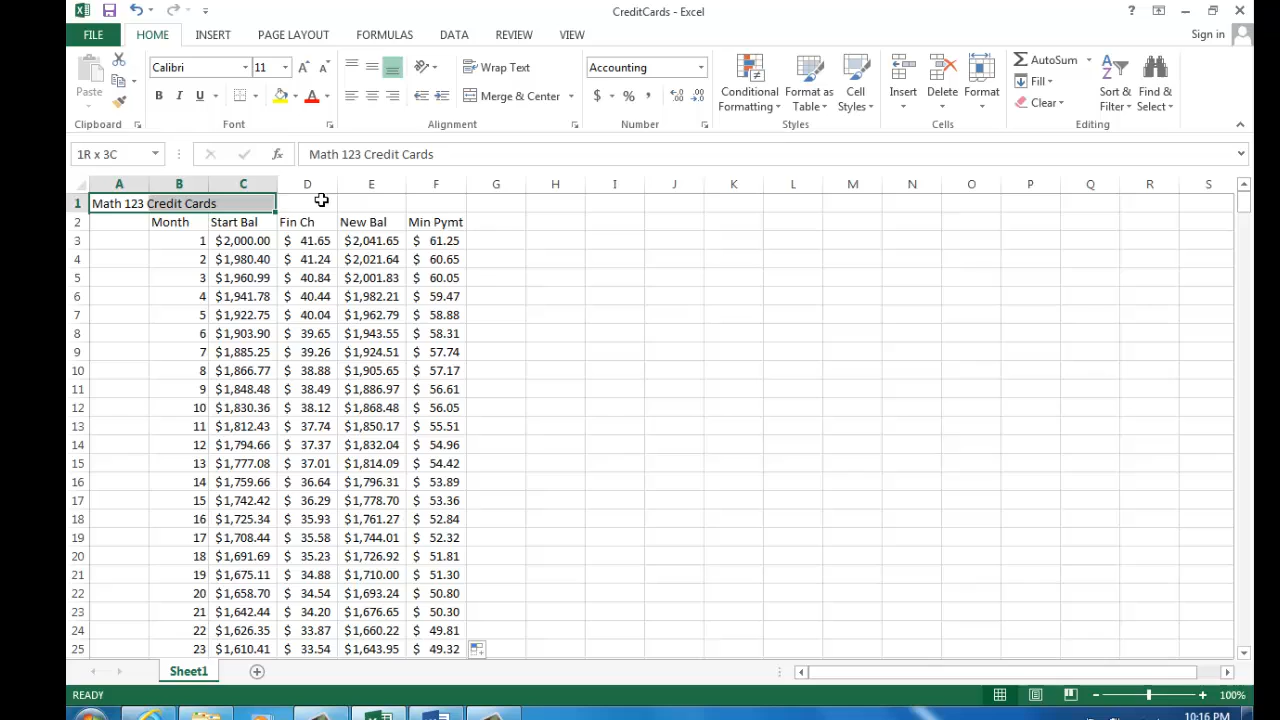 CreditCards - Excel
?
FILE HOME INSERT PAGE LAYOUT FORMULAS DATA REVIEW VIEW Sign in
Paste
Clipboard
Calibri 11
B I U
Font
Wrap Text
Merge & Center
Alignment
Accounting
$ % ,
Number
Conditional Formatting
Format as Table
Cell Styles
Styles
Insert Delete Format
Cells
AutoSum
Fill
Clear
Sort & Filter
Find & Select
Editing
1R x 3C fx Math 123 Credit Cards
A B C D E F G H I J K L M N O P Q R S
1 Math 123 Credit Cards
2 Month Start Bal Fin Ch New Bal Min Pymt
3 1 $2,000.00 $ 41.65 $2,041.65 $ 61.25
4 2 $1,980.40 $ 41.24 $2,021.64 $ 60.65
5 3 $1,960.99 $ 40.84 $2,001.83 $ 60.05
6 4 $1,941.78 $ 40.44 $1,982.21 $ 59.47
7 5 $1,922.75 $ 40.04 $1,962.79 $ 58.88
8 6 $1,903.90 $ 39.65 $1,943.55 $ 58.31
9 7 $1,885.25 $ 39.26 $1,924.51 $ 57.74
10 8 $1,866.77 $ 38.88 $1,905.65 $ 57.17
11 9 $1,848.48 $ 38.49 $1,886.97 $ 56.61
12 10 $1,830.36 $ 38.12 $1,868.48 $ 56.05
13 11 $1,812.43 $ 37.74 $1,850.17 $ 55.51
14 12 $1,794.66 $ 37.37 $1,832.04 $ 54.96
15 13 $1,777.08 $ 37.01 $1,814.09 $ 54.42
16 14 $1,759.66 $ 36.64 $1,796.31 $ 53.89
17 15 $1,742.42 $ 36.29 $1,778.70 $ 53.36
18 16 $1,725.34 $ 35.93 $1,761.27 $ 52.84
19 17 $1,708.44 $ 35.58 $1,744.01 $ 52.32
20 18 $1,691.69 $ 35.23 $1,726.92 $ 51.81
21 19 $1,675.11 $ 34.88 $1,710.00 $ 51.30
22 20 $1,658.70 $ 34.54 $1,693.24 $ 50.80
23 21 $1,642.44 $ 34.20 $1,676.65 $ 50.30
24 22 $1,626.35 $ 33.87 $1,660.22 $ 49.81
25 23 $1,610.41 $ 33.54 $1,643.95 $ 49.32
Sheet1
READY 100%
10:16 PM